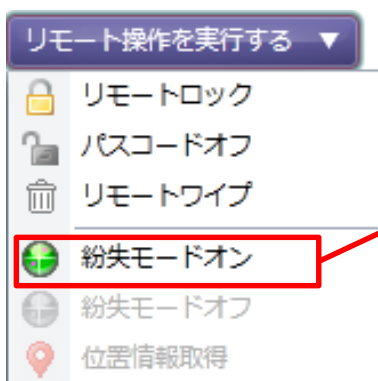 リモート操作を実行する ▼
リモートロック
パスコードオフ
リモートワイプ
紛失モードオン
紛失モードオフ
位置情報取得